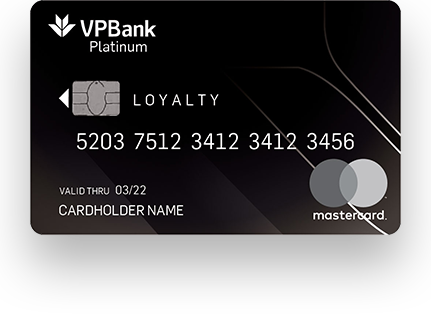 VPBank
Platinum
LOYALTY
5203 7512 3412 3412 3456
VALID THRU 03/22
CARDHOLDER NAME
mastercard.